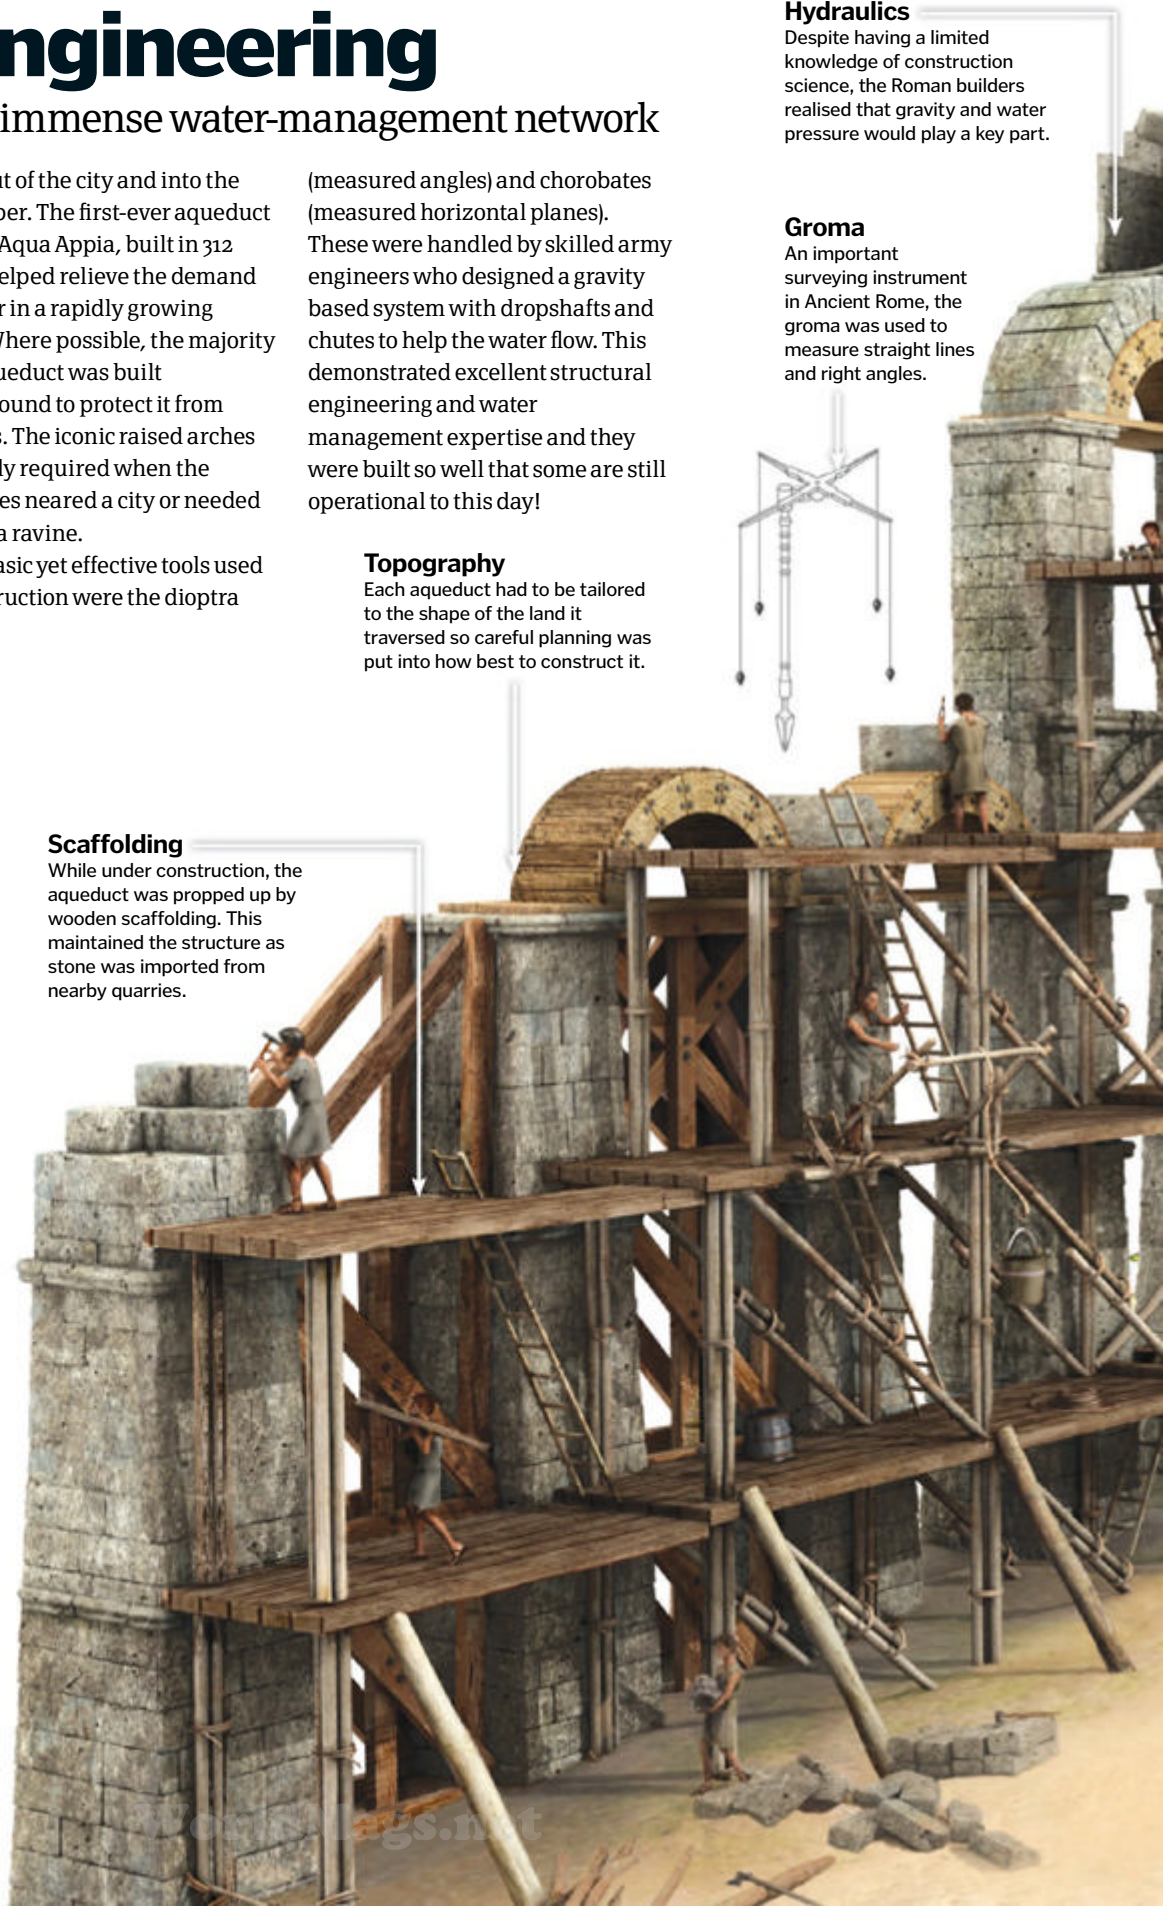 ngineering
immense water-management network
of the city and into the
The first-ever aqueduct
Aqua Appia, built in 312
helped relieve the demand
in a rapidly growing
Where possible, the majority
was built
to protect it from
The iconic raised arches
required when the
neared a city or needed
a ravine.
yet effective tools used
were the dioptra
(measured angles) and chorobates
(measured horizontal planes).
These were handled by skilled army
engineers who designed a gravity
based system with dropshafts and
chutes to help the water flow. This
demonstrated excellent structural
engineering and water
management expertise and they
were built so well that some are still
operational to this day!
Hydraulics
Despite having a limited
knowledge of construction
science, the Roman builders
realised that gravity and water
pressure would play a key part.
Groma
An important
surveying instrument
in Ancient Rome, the
groma was used to
measure straight lines
and right angles.
Topography
Each aqueduct had to be tailored
to the shape of the land it
traversed so careful planning was
put into how best to construct it.
Scaffolding
While under construction, the
aqueduct was propped up by
wooden scaffolding. This
maintained the structure as
stone was imported from
nearby quarries.
WorldMags.net